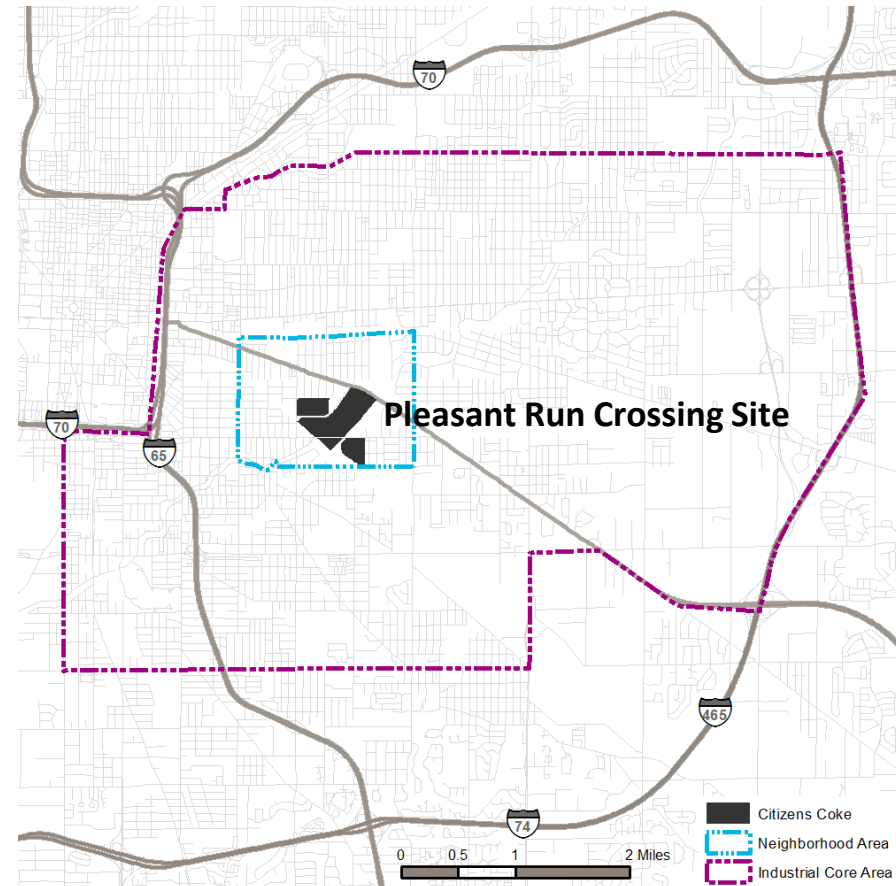 70
Pleasant Run Crossing Site
70
65
465
74
Citizens Coke
Neighborhood Area
Industrial Core Area
0 0.5 1 2 Miles